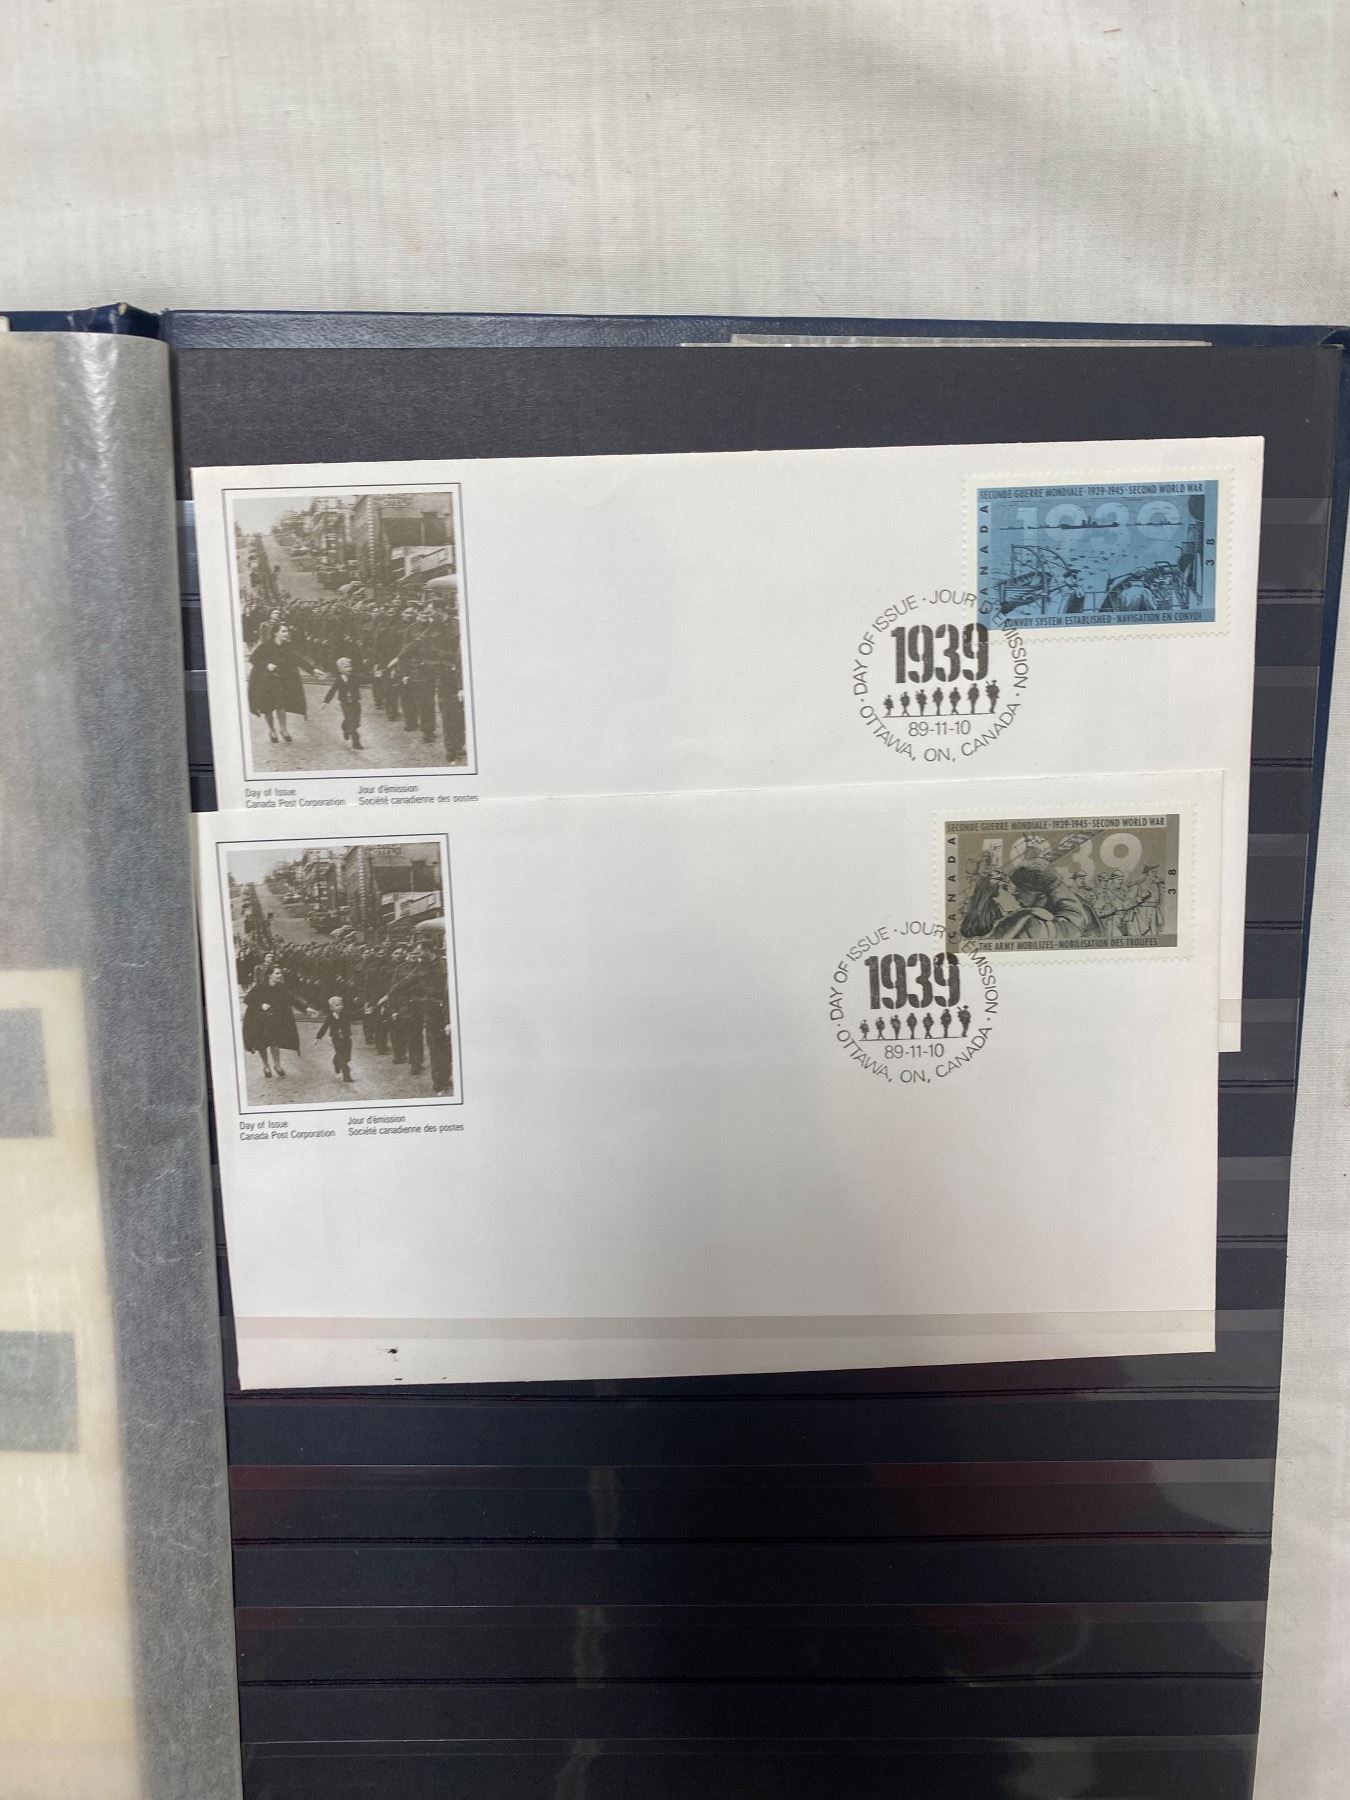 SECONDE GUERRE MONDIALE · 1939-1945 · SECOND WORLD WAR
1939
CANADA
38
CONVOY SYSTEM ESTABLISHED · NAVIGATION EN CONVOI
· DAY OF ISSUE · JOUR D'ÉMISSION ·
1939
89-11-10
OTTAWA, ON, CANADA
Day of Issue Jour d'émission
Canada Post Corporation Société canadienne des postes
SECONDE GUERRE MONDIALE · 1939-1945 · SECOND WORLD WAR
1939
CANADA
38
THE ARMY MOBILIZES · MOBILISATION DES TROUPES
· DAY OF ISSUE · JOUR D'ÉMISSION ·
1939
89-11-10
OTTAWA, ON, CANADA
Day of Issue Jour d'émission
Canada Post Corporation Société canadienne des postes